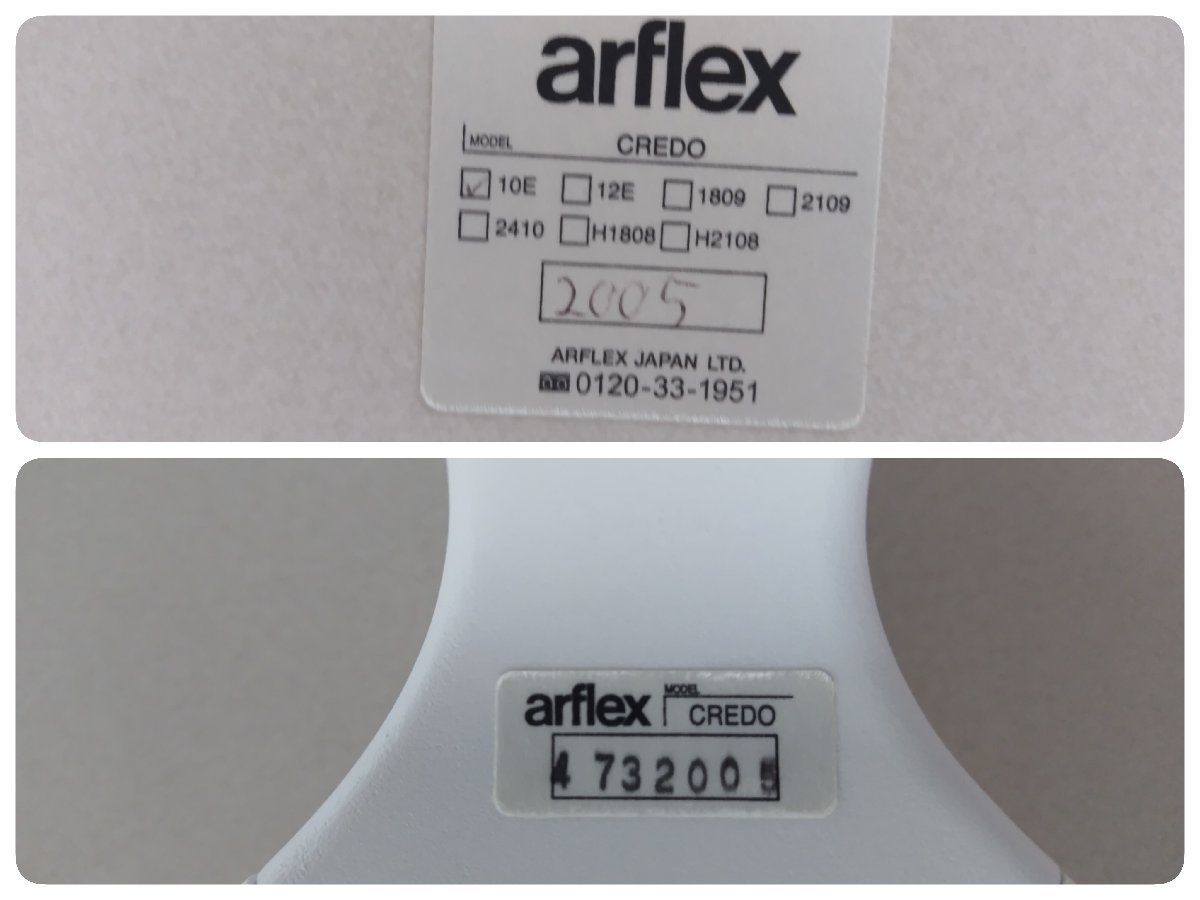 arflex
MODEL CREDO
☑ 10E ☐ 12E ☐ 1809 ☐ 2109
☐ 2410 ☐ H1808 ☐ H2108
2005
ARFLEX JAPAN LTD.
0120-33-1951
arflex MODEL CREDO
4 732005